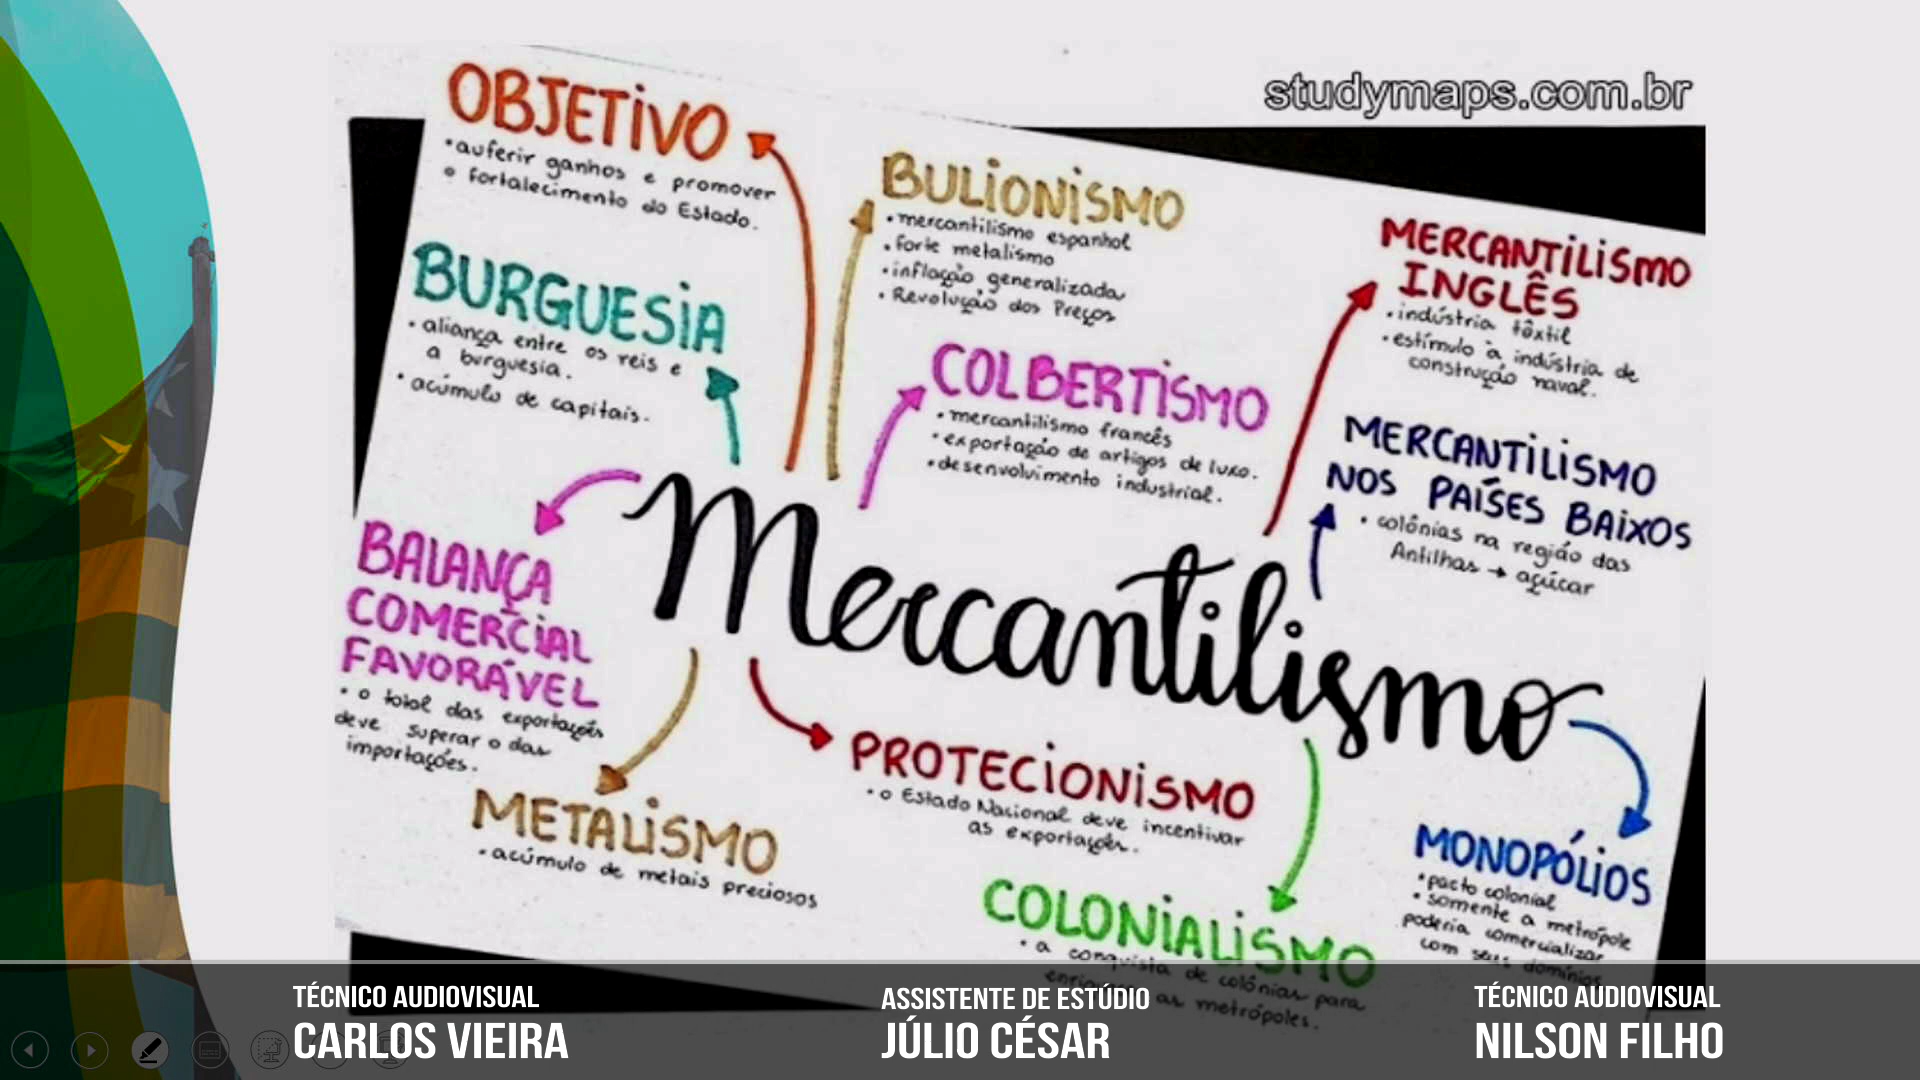 studymaps.com.br
OBJETIVO
•auferir ganhos e promover
o fortalecimento do Estado.
BURGUESIA
• aliança entre os reis e
a burguesia.
• acúmulo de capitais.
BULIONISMO
•mercantilismo espanhol
•forte metalismo
•inflação generalizada
• Revolução dos Preços
COLBERTISMO
•mercantilismo francês
•exportação de artigos de luxo.
•desenvolvimento industrial.
MERCANTILISMO
INGLÊS
•indústria têxtil
•estímulo à indústria de
construção naval.
MERCANTILISMO
NOS PAÍSES BAIXOS
• colônias na região das
Antilhas → açúcar
Mercantilismo
BALANÇA
COMERCIAL
FAVORÁVEL
• o total das exportações
deve superar o das
importações.
METALISMO
•acúmulo de metais preciosos
PROTECIONISMO
•o Estado Nacional deve incentivar
as exportações.
COLONIALISMO
• a conquista de colônias para
as metrópoles.
MONOPÓLIOS
•pacto colonial
•somente a metrópole
poderia comercializar
com seus domínios
TÉCNICO AUDIOVISUAL
CARLOS VIEIRA
ASSISTENTE DE ESTÚDIO
JÚLIO CÉSAR
TÉCNICO AUDIOVISUAL
NILSON FILHO